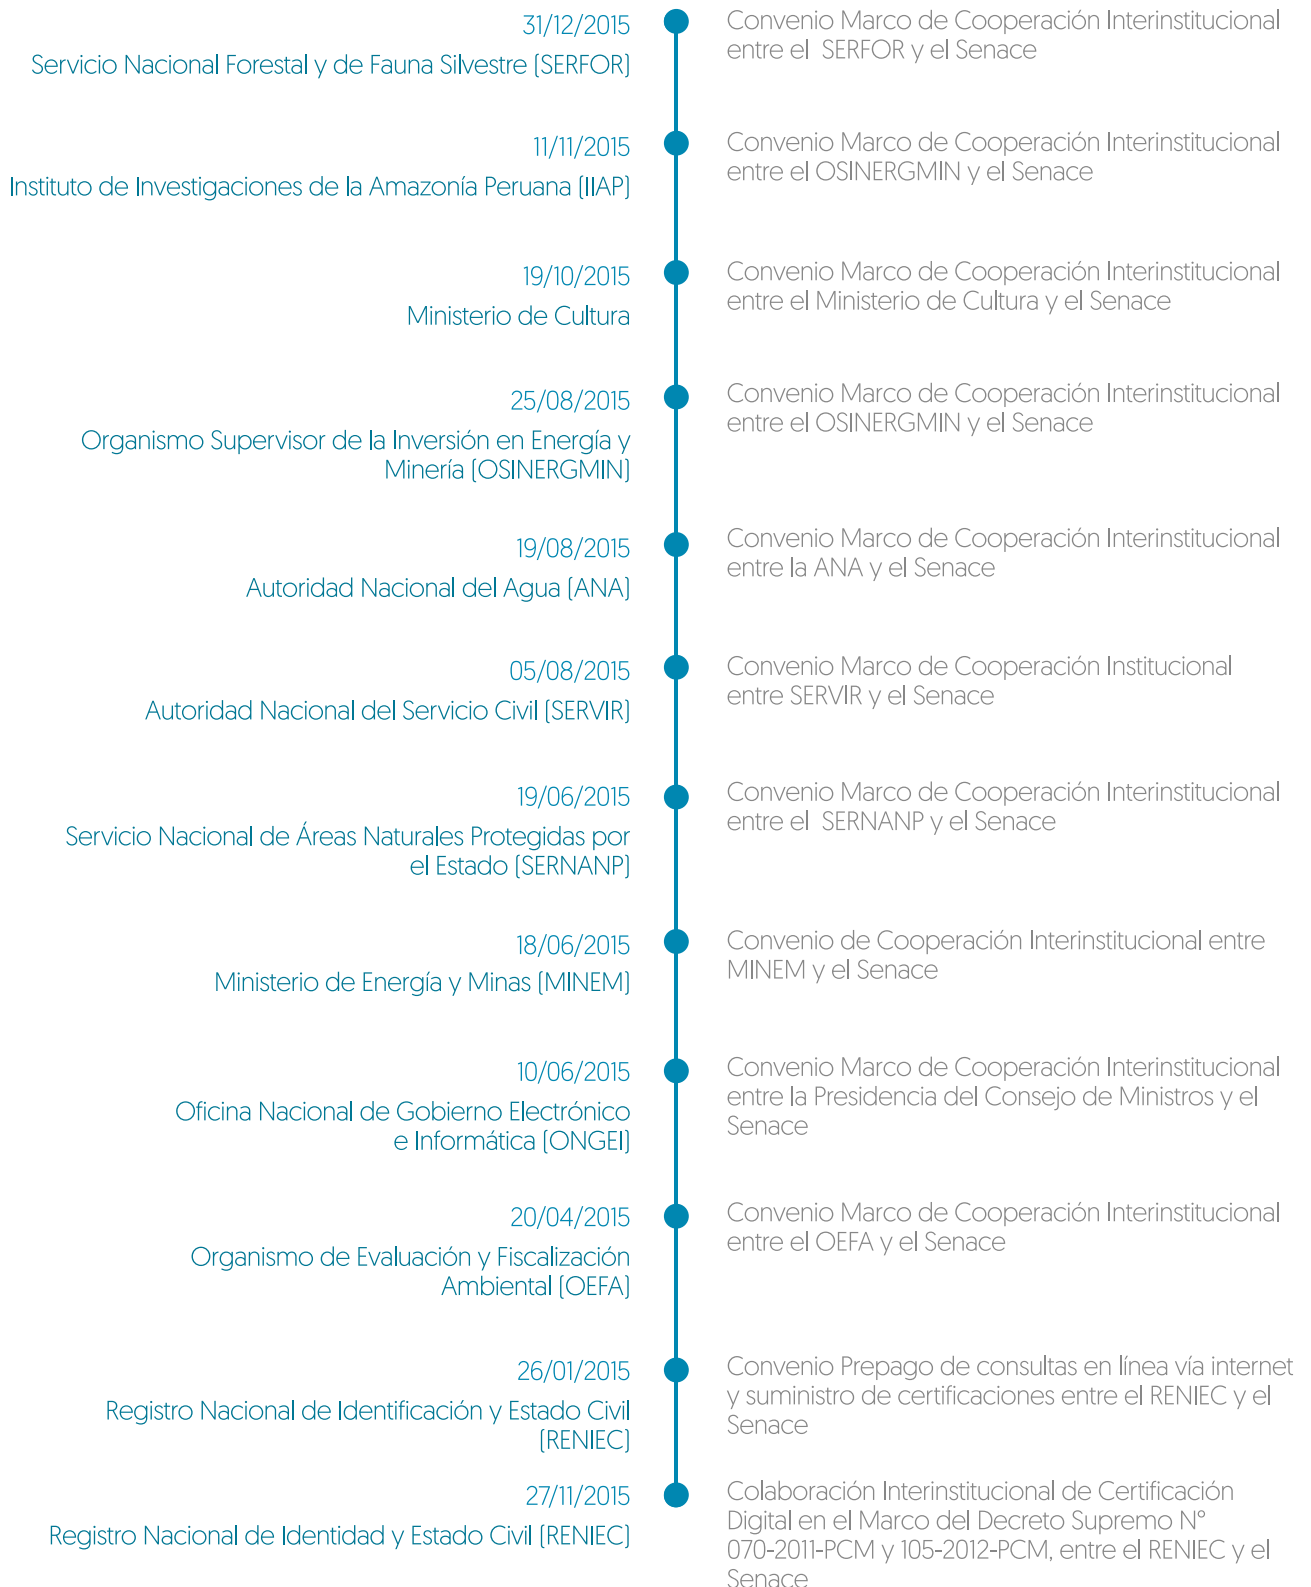 31/12/2015
Servicio Nacional Forestal y de Fauna Silvestre (SERFOR)
Convenio Marco de Cooperación Interinstitucional
entre el SERFOR y el Senace
11/11/2015
Instituto de Investigaciones de la Amazonía Peruana (IIAP)
Convenio Marco de Cooperación Interinstitucional
entre el OSINERGMIN y el Senace
19/10/2015
Ministerio de Cultura
Convenio Marco de Cooperación Interinstitucional
entre el Ministerio de Cultura y el Senace
25/08/2015
Organismo Supervisor de la Inversión en Energía y
Minería (OSINERGMIN)
Convenio Marco de Cooperación Interinstitucional
entre el OSINERGMIN y el Senace
19/08/2015
Autoridad Nacional del Agua (ANA)
Convenio Marco de Cooperación Interinstitucional
entre la ANA y el Senace
05/08/2015
Autoridad Nacional del Servicio Civil (SERVIR)
Convenio Marco de Cooperación Institucional
entre SERVIR y el Senace
19/06/2015
Servicio Nacional de Áreas Naturales Protegidas por
el Estado (SERNANP)
Convenio Marco de Cooperación Interinstitucional
entre el SERNANP y el Senace
18/06/2015
Ministerio de Energía y Minas (MINEM)
Convenio de Cooperación Interinstitucional entre
MINEM y el Senace
10/06/2015
Oficina Nacional de Gobierno Electrónico
e Informática (ONGEI)
Convenio Marco de Cooperación Interinstitucional
entre la Presidencia del Consejo de Ministros y el
Senace
20/04/2015
Organismo de Evaluación y Fiscalización
Ambiental (OEFA)
Convenio Marco de Cooperación Interinstitucional
entre el OEFA y el Senace
26/01/2015
Registro Nacional de Identificación y Estado Civil
(RENIEC)
Convenio Prepago de consultas en línea vía internet
y suministro de certificaciones entre el RENIEC y el
Senace
27/11/2015
Registro Nacional de Identidad y Estado Civil (RENIEC)
Colaboración Interinstitucional de Certificación
Digital en el Marco del Decreto Supremo N°
070-2011-PCM y 105-2012-PCM, entre el RENIEC y el
Senace